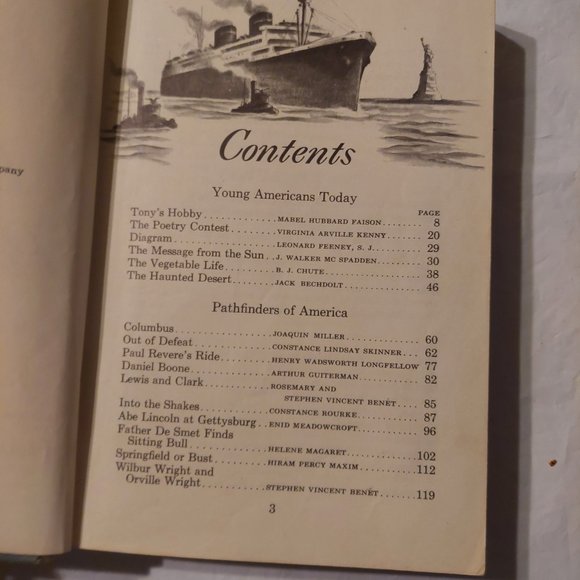 pany
Contents
Young Americans Today
PAGE
Tony's Hobby.............MABEL HUBBARD FAISON........ 8
The Poetry Contest........VIRGINIA ARVILLE KENNY..... 20
Diagram..................LEONARD FEENEY, S. J........ 29
The Message from the Sun..J. WALKER MC SPADDEN....... 30
The Vegetable Life........B. J. CHUTE................ 38
The Haunted Desert........JACK BECHDOLT.............. 46
Pathfinders of America
Columbus.................JOAQUIN MILLER............. 60
Out of Defeat............CONSTANCE LINDSAY SKINNER... 62
Paul Revere's Ride........HENRY WADSWORTH LONGFELLOW 77
Daniel Boone.............ARTHUR GUITERMAN........... 82
Lewis and Clark...........ROSEMARY AND
STEPHEN VINCENT BENÉT.... 85
Into the Shakes...........CONSTANCE ROURKE........... 87
Abe Lincoln at Gettysburg..ENID MEADOWCROFT.......... 96
Father De Smet Finds
Sitting Bull.............HELENE MAGARET.............102
Springfield or Bust.......HIRAM PERCY MAXIM..........112
Wilbur Wright and
Orville Wright...........STEPHEN VINCENT BENÉT.......119
3